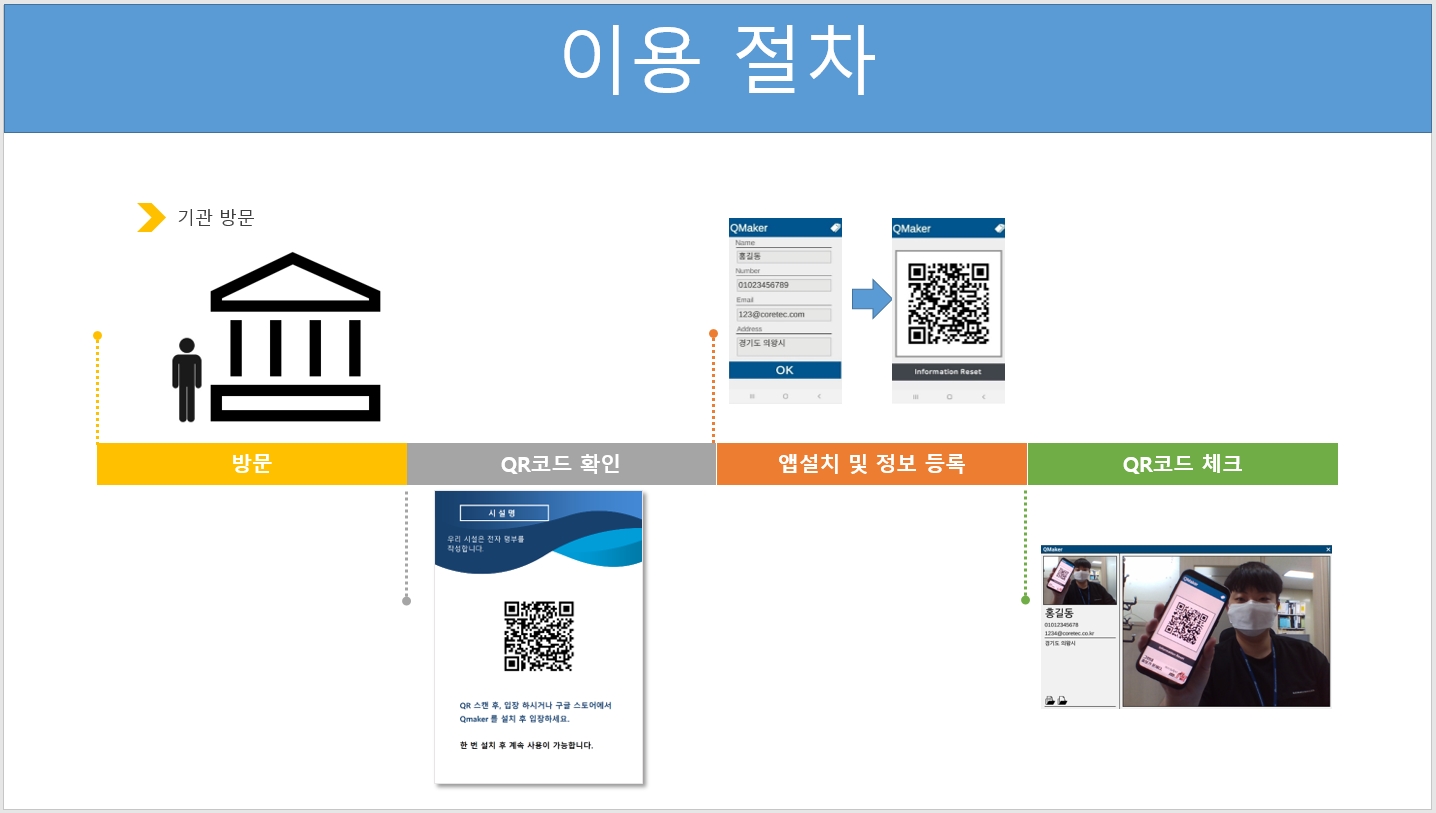 이용 절차
기관 방문
QMaker
Name
홍길동
Number
01023456789
Email
123@coretec.com
Address
경기도 의왕시
OK
QMaker
Information Reset
방문
QR코드 확인
앱설치 및 정보 등록
QR코드 체크
시설명
우리 시설은 전자 명부를
작성합니다.
QR 스캔 후, 입장 하시거나 구글 스토어에서
Qmaker 를 설치 후 입장하세요.
한 번 설치 후 계속 사용이 가능합니다.
QMaker
홍길동
01012345678
1234@coretec.co.kr
경기도 의왕시
QMaker